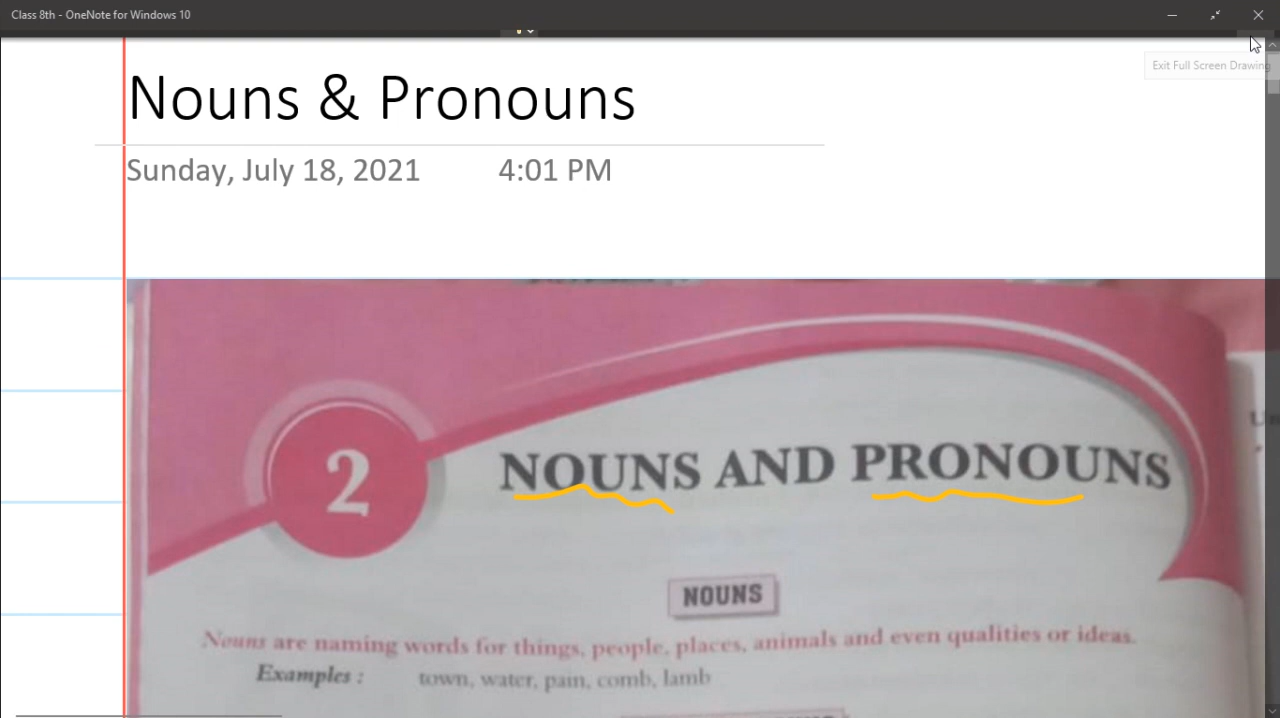 Class 8th - OneNote for Windows 10
Exit Full Screen Drawing
Nouns & Pronouns
Sunday, July 18, 2021 4:01 PM
2
NOUNS AND PRONOUNS
NOUNS
Nouns are naming words for things, people, places, animals and even qualities or ideas.
Examples : town, water, pain, comb, lamb